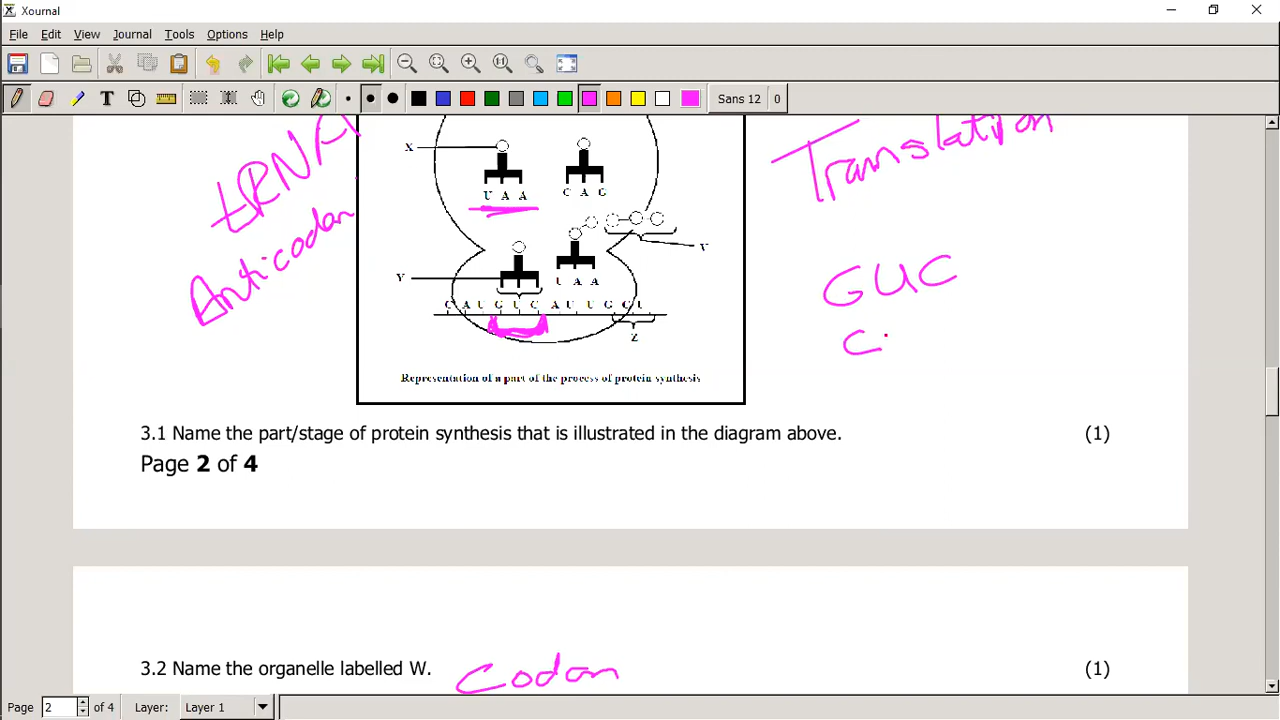 Xournal
File Edit View Journal Tools Options Help
Sans 12 0
tRNA
Anticodon
Translation
X
U A A
C A G
V
Y
U A A
C A U G U C A U U G C U
Z
GUC
C
Representation of a part of the process of protein synthesis
3.1 Name the part/stage of protein synthesis that is illustrated in the diagram above. (1)
Page 2 of 4
3.2 Name the organelle labelled W. (1)
Codon
Page 2 of 4 Layer: Layer 1